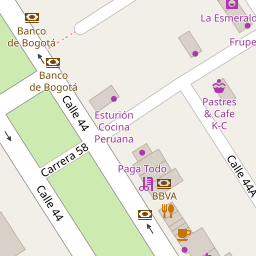 La Esmeralda
Banco
de Bogotá
Frupe
Banco
de Bogotá
Pastres
& Cafe
K-C
Calle 44
Esturión
Cocina
Peruana
Carrera 58
Paga Todo
BBVA
Calle 44
Calle 44A